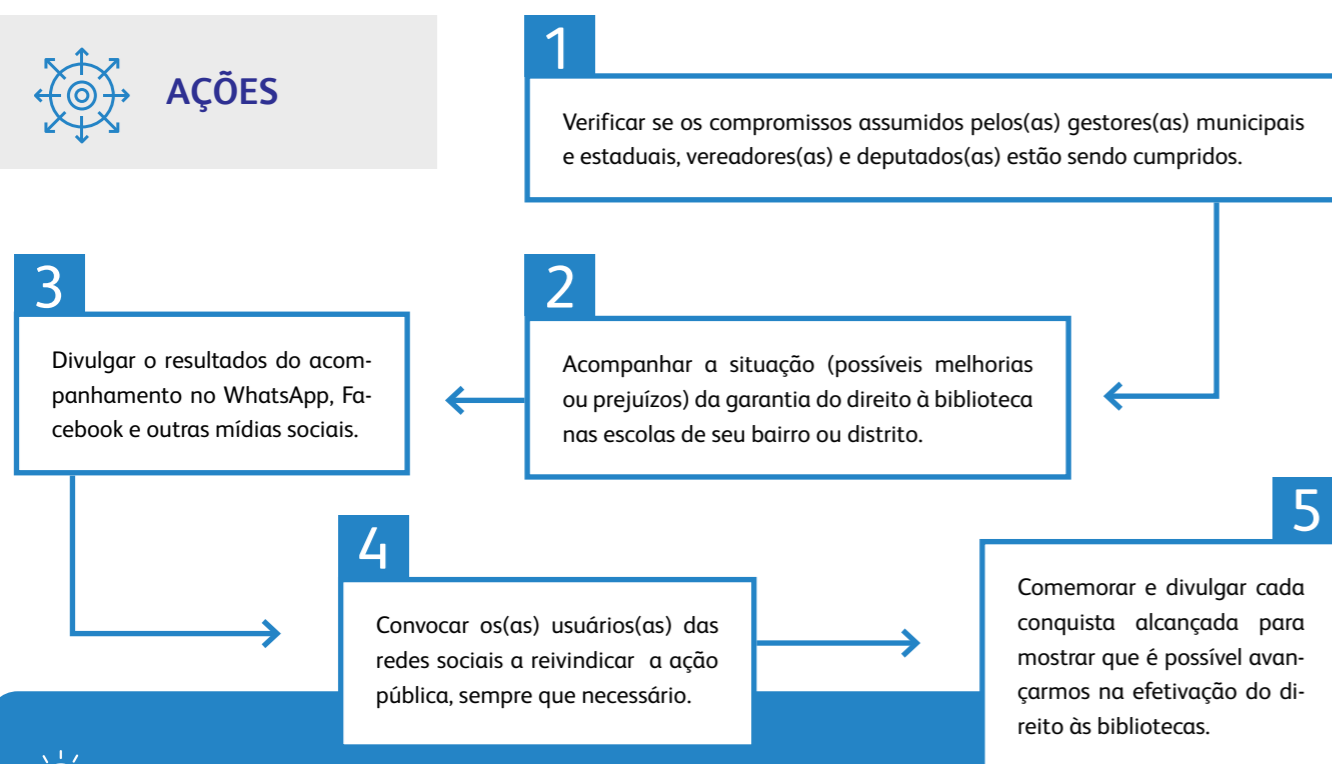 AÇÕES
1
Verificar se os compromissos assumidos pelos(as) gestores(as) municipais
e estaduais, vereadores(as) e deputados(as) estão sendo cumpridos.
2
Acompanhar a situação (possíveis melhorias
ou prejuízos) da garantia do direito à biblioteca
nas escolas de seu bairro ou distrito.
3
Divulgar o resultados do acom-
panhamento no WhatsApp, Fa-
cebook e outras mídias sociais.
4
Convocar os(as) usuários(as) das
redes sociais a reivindicar a ação
pública, sempre que necessário.
5
Comemorar e divulgar cada
conquista alcançada para
mostrar que é possível avan-
çarmos na efetivação do di-
reito às bibliotecas.